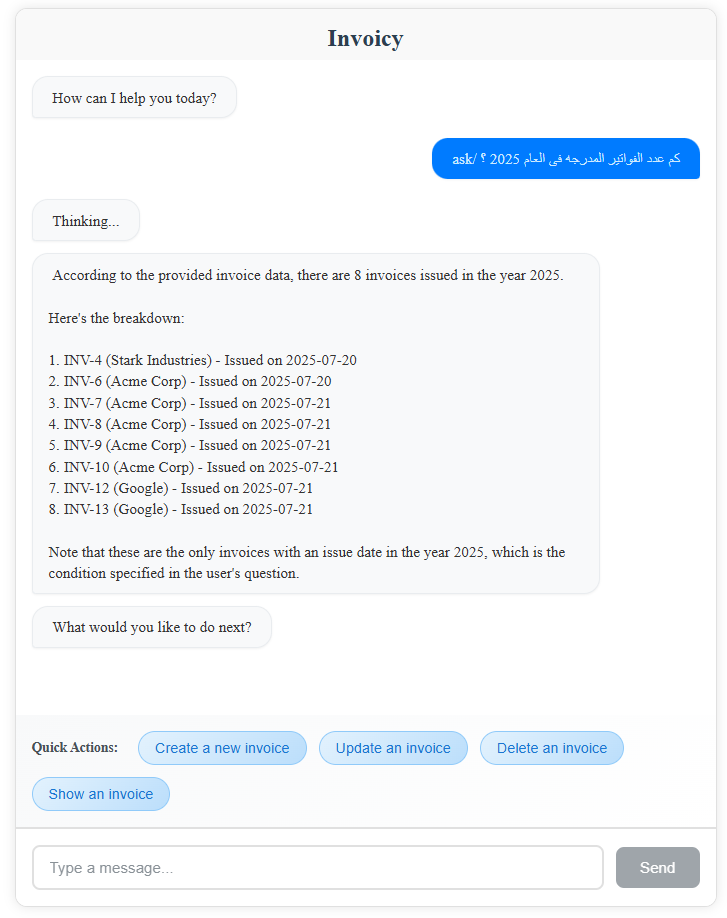 Invoicy
How can I help you today?
كم عدد الفواتير المدرجه فى العام 2025 ؟ /ask
Thinking...
According to the provided invoice data, there are 8 invoices issued in the year 2025.
Here's the breakdown:
1. INV-4 (Stark Industries) - Issued on 2025-07-20
2. INV-6 (Acme Corp) - Issued on 2025-07-20
3. INV-7 (Acme Corp) - Issued on 2025-07-21
4. INV-8 (Acme Corp) - Issued on 2025-07-21
5. INV-9 (Acme Corp) - Issued on 2025-07-21
6. INV-10 (Acme Corp) - Issued on 2025-07-21
7. INV-12 (Google) - Issued on 2025-07-21
8. INV-13 (Google) - Issued on 2025-07-21
Note that these are the only invoices with an issue date in the year 2025, which is the
condition specified in the user's question.
What would you like to do next?
Quick Actions:
Create a new invoice
Update an invoice
Delete an invoice
Show an invoice
Type a message...
Send